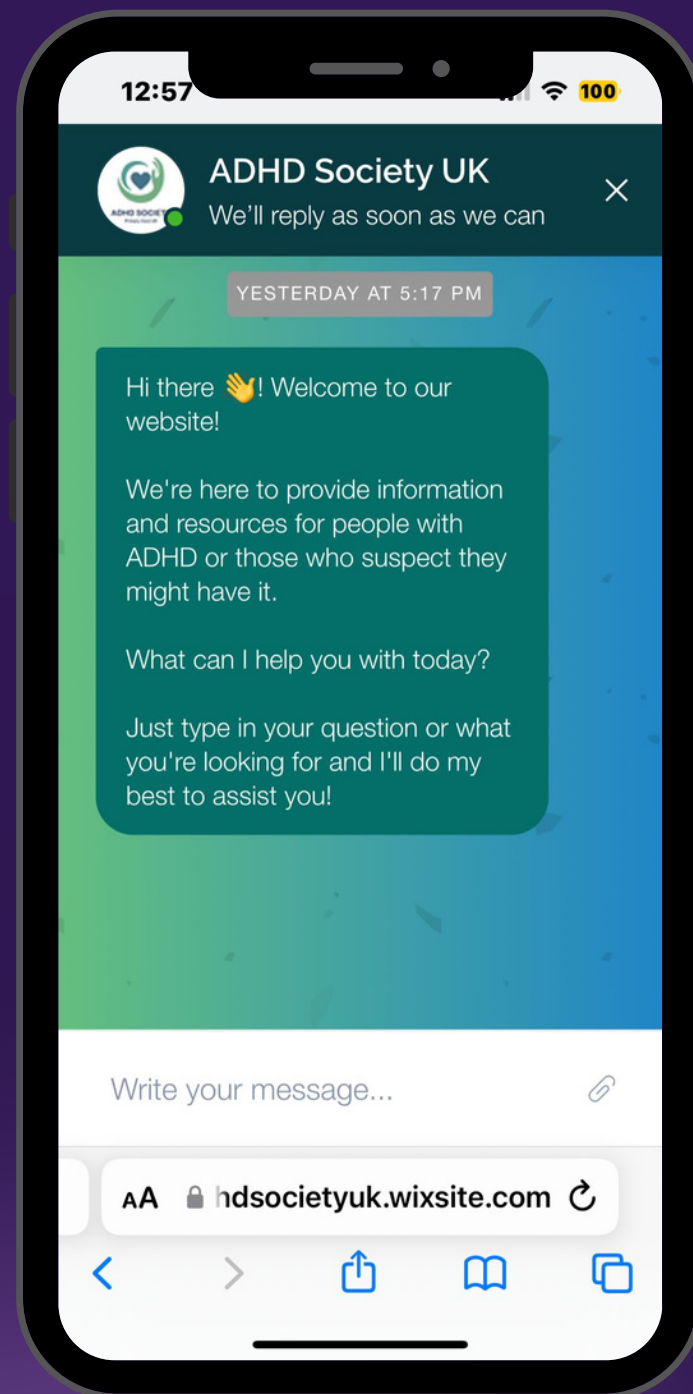 12:57
100
ADHD Society UK
ADHD SOCIET
We'll reply as soon as we can
YESTERDAY AT 5:17 PM
Hi there 👋! Welcome to our
website!
We're here to provide information
and resources for people with
ADHD or those who suspect they
might have it.
What can I help you with today?
Just type in your question or what
you're looking for and I'll do my
best to assist you!
Write your message...
AA hdsocietyuk.wixsite.com